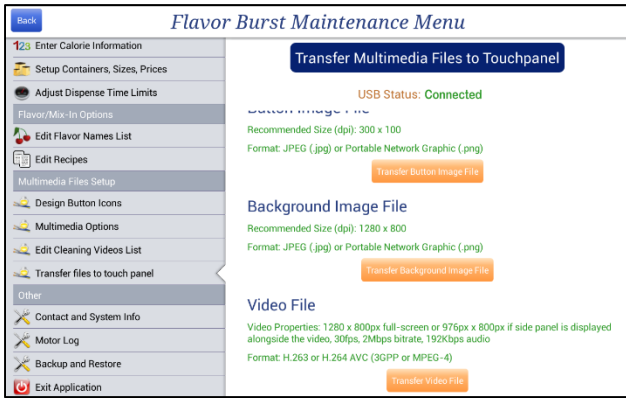 Back
Flavor Burst Maintenance Menu
123 Enter Calorie Information
Setup Containers, Sizes, Prices
Adjust Dispense Time Limits
Flavor/Mix-In Options
Edit Flavor Names List
Edit Recipes
Multimedia Files Setup
Design Button Icons
Multimedia Options
Edit Cleaning Videos List
Transfer files to touch panel
Other
Contact and System Info
Motor Log
Backup and Restore
Exit Application
Transfer Multimedia Files to Touchpanel
USB Status: Connected
Button Image File
Recommended Size (dpi): 300 x 100
Format: JPEG (.jpg) or Portable Network Graphic (.png)
Transfer Button Image File
Background Image File
Recommended Size (dpi): 1280 x 800
Format: JPEG (.jpg) or Portable Network Graphic (.png)
Transfer Background Image File
Video File
Video Properties: 1280 x 800px full-screen or 976px x 800px if side panel is displayed
alongside the video, 30fps, 2Mbps bitrate, 192Kbps audio
Format: H.263 or H.264 AVC (3GPP or MPEG-4)
Transfer Video File